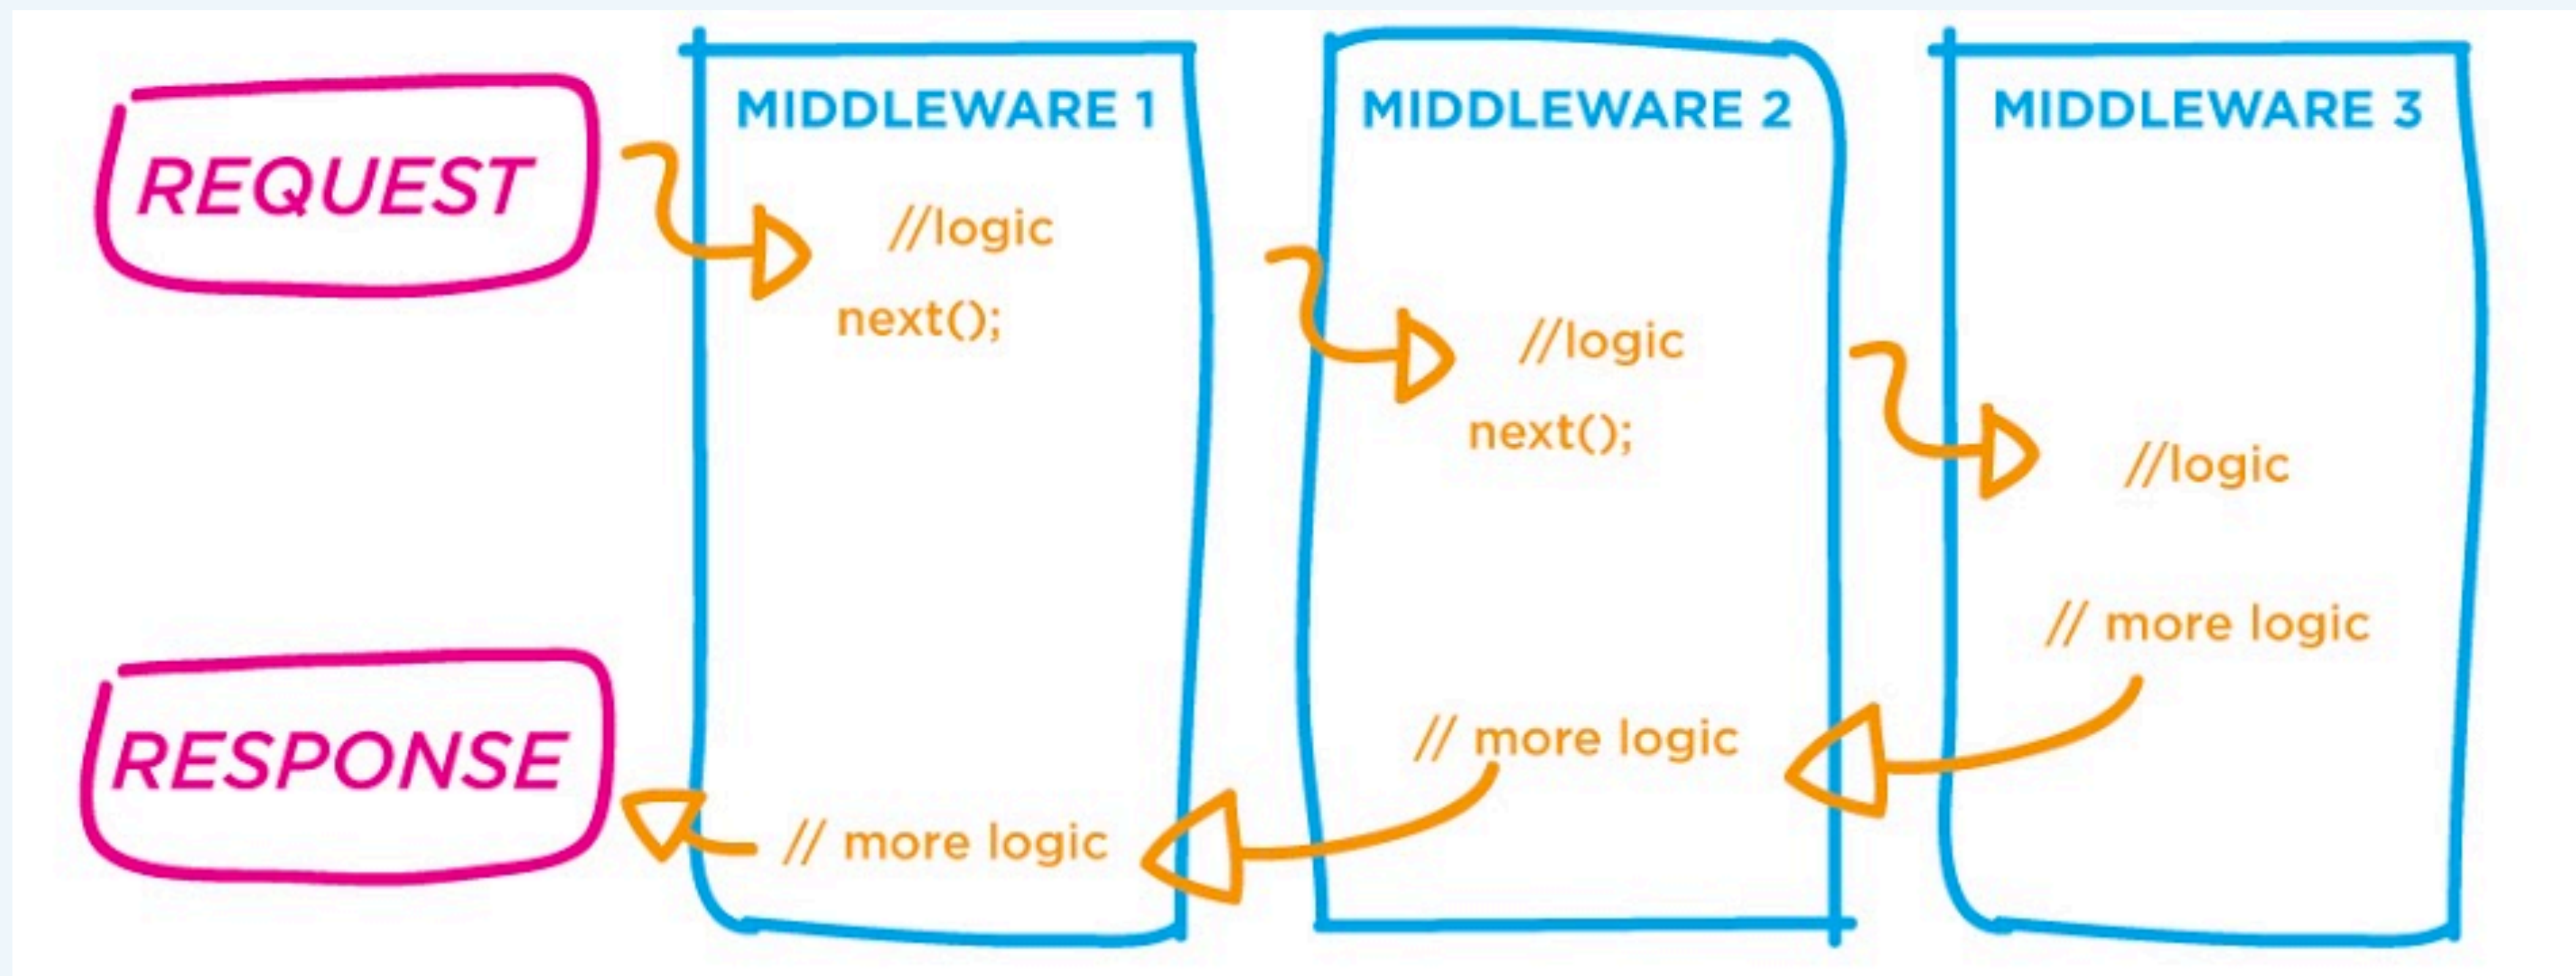 REQUEST
MIDDLEWARE 1
//logic
next();
MIDDLEWARE 2
//logic
next();
MIDDLEWARE 3
//logic
// more logic
// more logic
// more logic
RESPONSE